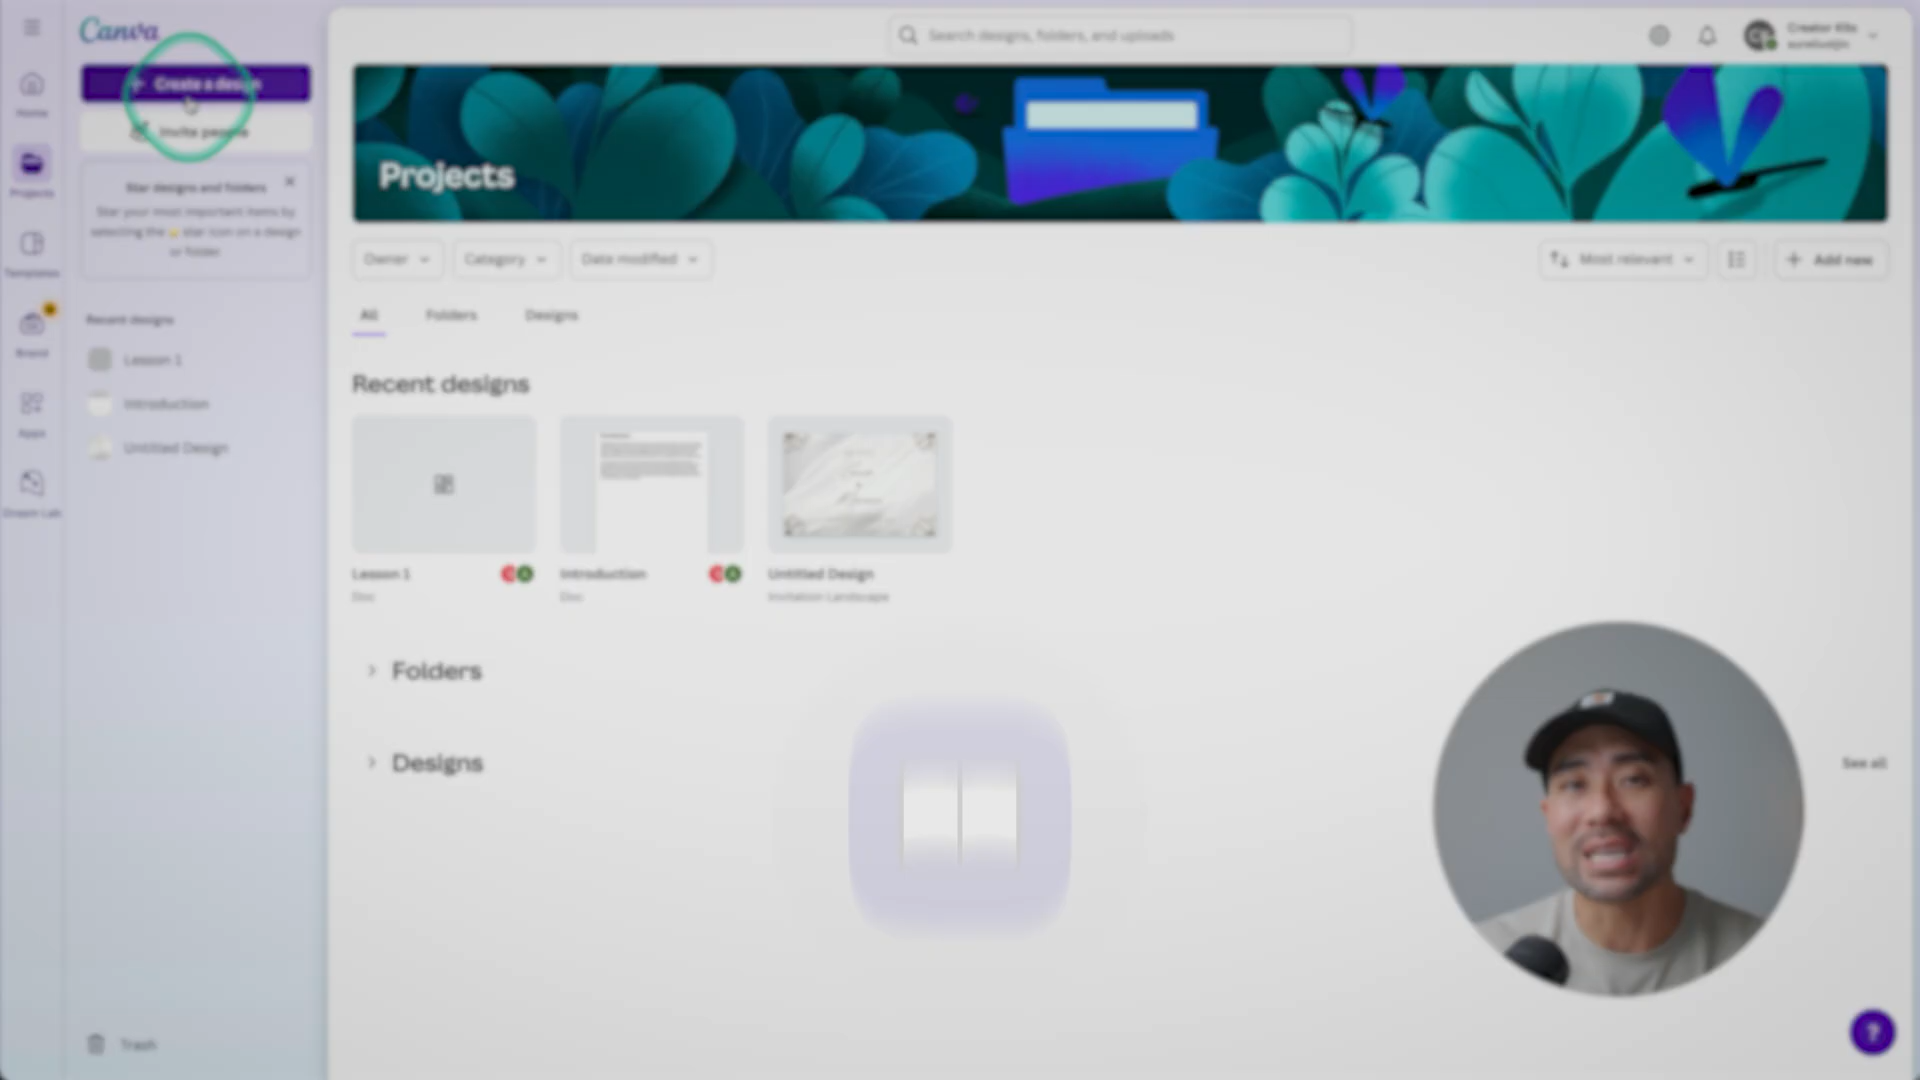 Canva
Search designs, folders, and uploads
Creator Kits
Create a design
Home
Invite people
Projects
Projects
Star designs and folders
Star your most important items by
selecting the star icon on a design
or folder
Templates
Owner
Category
Date modified
Most relevant
Add new
Recent designs
All
Folders
Designs
Brand
Lesson 1
Recent designs
Introduction
Apps
Untitled Design
Dream Lab
Lesson 1
Introduction
Untitled Design
Doc
Doc
Invitation Landscape
Folders
Designs
See all
Trash
?